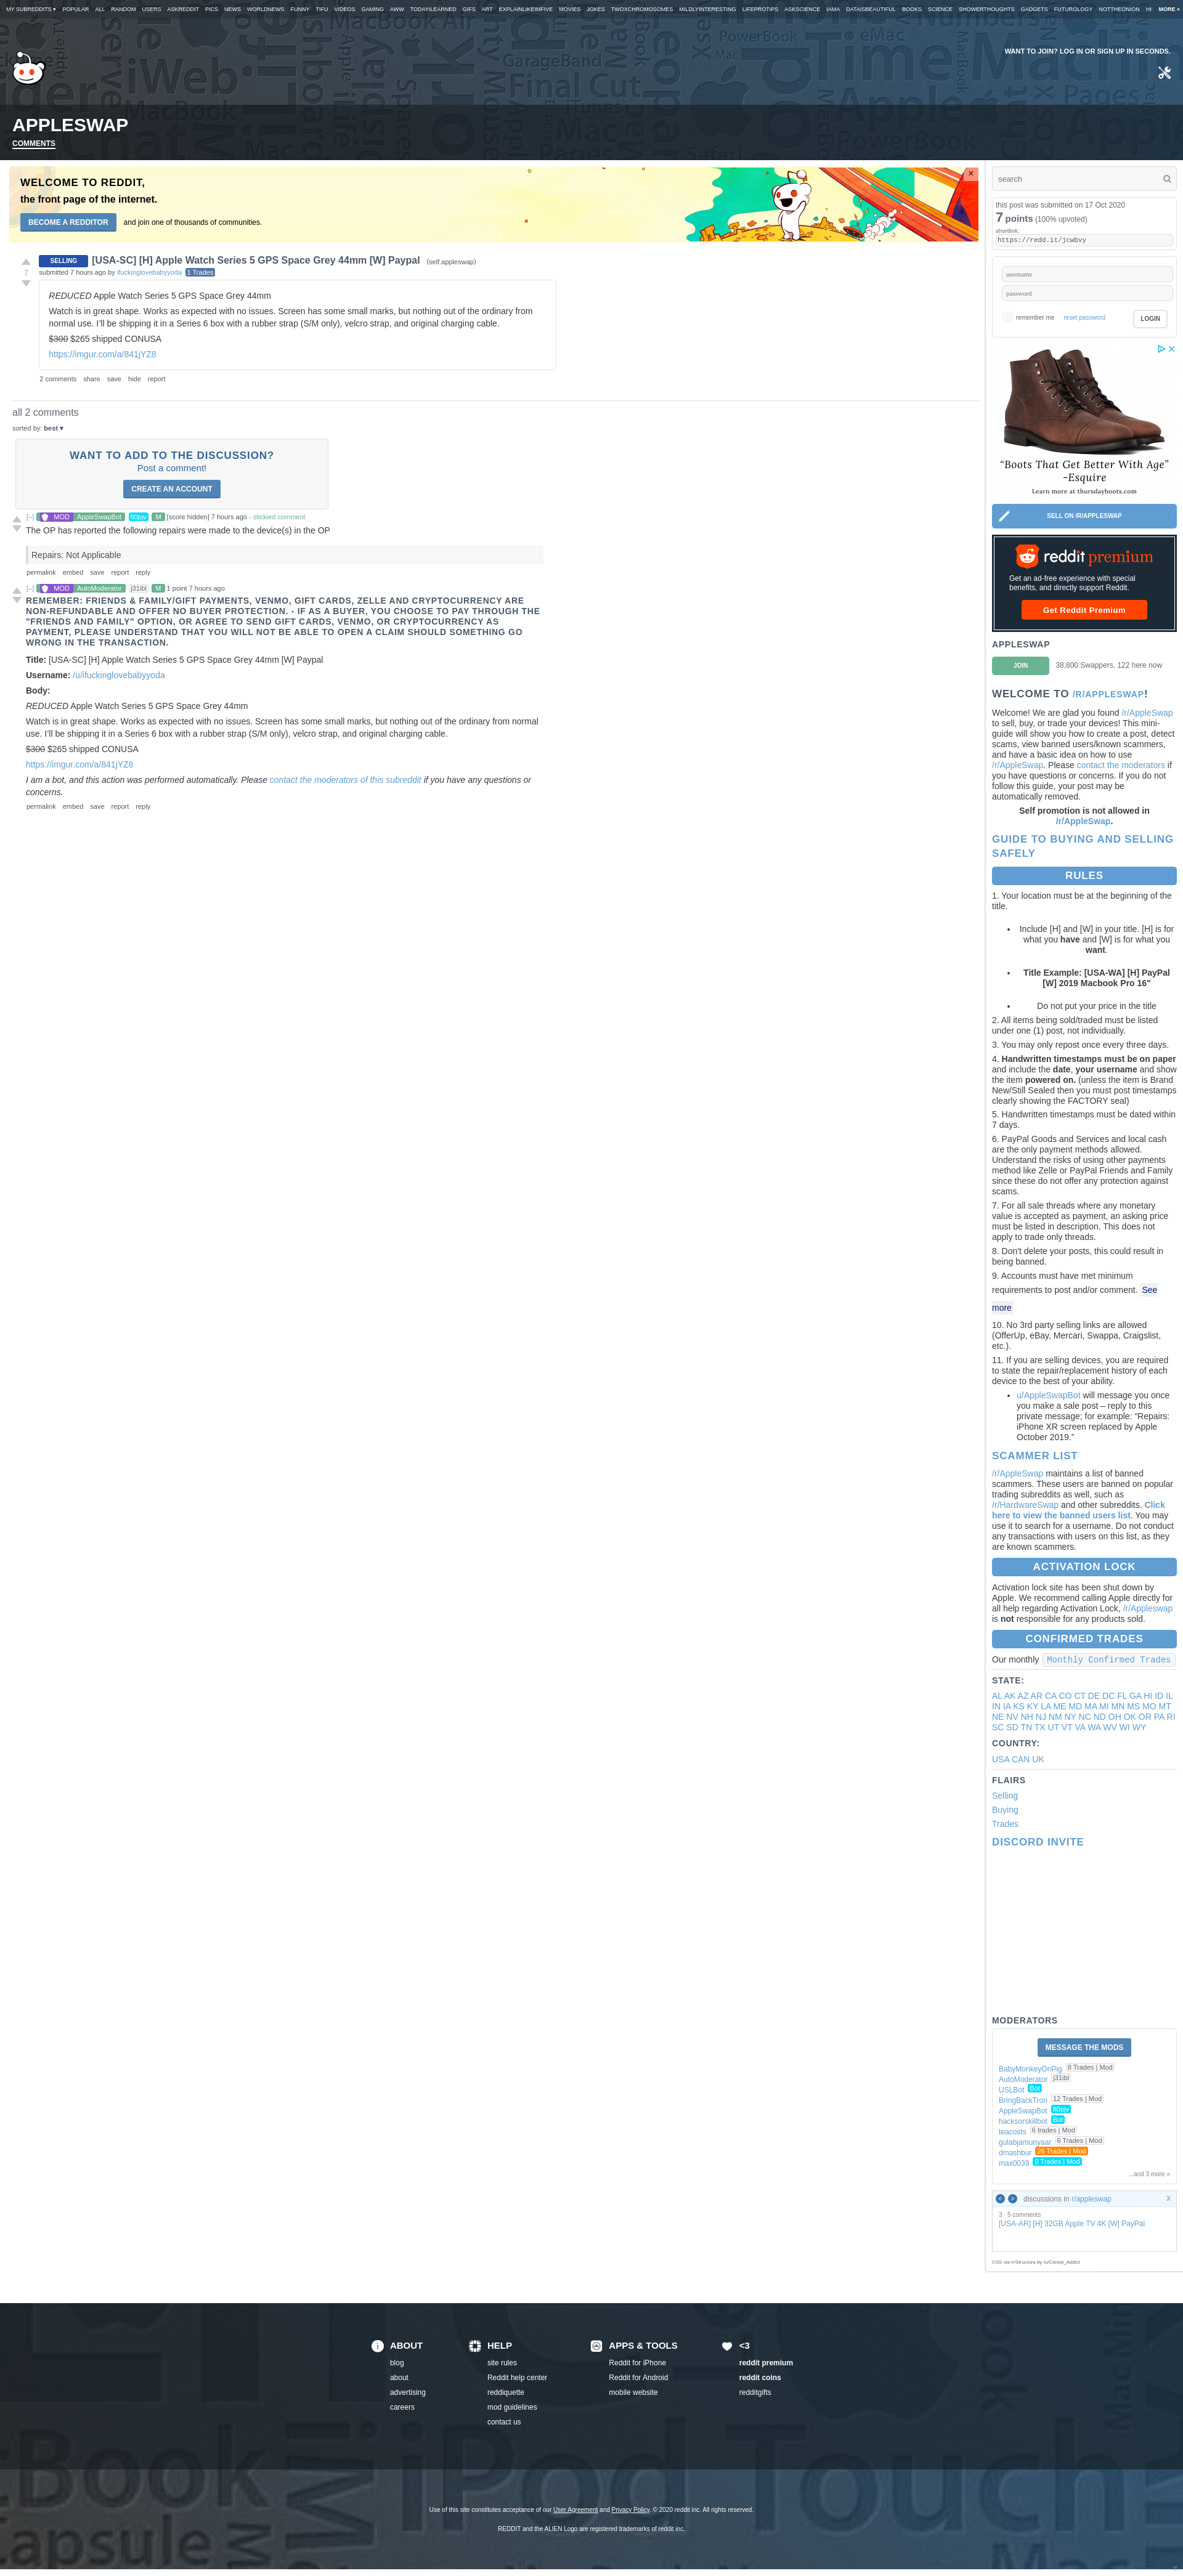 MY SUBREDDITS ▾ POPULAR ALL RANDOM USERS ASKREDDIT PICS NEWS WORLDNEWS FUNNY TIFU VIDEOS GAMING AWW TODAYILEARNED GIFS ART EXPLAINLIKEIMFIVE MOVIES JOKES TWOXCHROMOSOMES MILDLYINTERESTING LIFEPROTIPS ASKSCIENCE IAMA DATAISBEAUTIFUL BOOKS SCIENCE SHOWERTHOUGHTS GADGETS FUTUROLOGY NOTTHEONION HI MORE »
WANT TO JOIN? LOG IN OR SIGN UP IN SECONDS.
APPLESWAP
COMMENTS
WELCOME TO REDDIT,
the front page of the internet.
BECOME A REDDITOR and join one of thousands of communities.
×
7
SELLING [USA-SC] [H] Apple Watch Series 5 GPS Space Grey 44mm [W] Paypal (self.appleswap)
submitted 7 hours ago by ifuckinglovebabyyoda 1 Trades
REDUCED Apple Watch Series 5 GPS Space Grey 44mm
Watch is in great shape. Works as expected with no issues. Screen has some small marks, but nothing out of the ordinary from
normal use. I'll be shipping it in a Series 6 box with a rubber strap (S/M only), velcro strap, and original charging cable.
$300 $265 shipped CONUSA
https://imgur.com/a/841jYZ8
2 comments share save hide report
all 2 comments
sorted by: best ▾
WANT TO ADD TO THE DISCUSSION?
Post a comment!
CREATE AN ACCOUNT
[–] MOD AppleSwapBot ft0pjv M [score hidden] 7 hours ago - stickied comment
The OP has reported the following repairs were made to the device(s) in the OP
Repairs: Not Applicable
permalink embed save report reply
[–] MOD AutoModerator j31ibl M 1 point 7 hours ago
REMEMBER: FRIENDS & FAMILY/GIFT PAYMENTS, VENMO, GIFT CARDS, ZELLE AND CRYPTOCURRENCY ARE
NON-REFUNDABLE AND OFFER NO BUYER PROTECTION. - IF AS A BUYER, YOU CHOOSE TO PAY THROUGH THE
"FRIENDS AND FAMILY" OPTION, OR AGREE TO SEND GIFT CARDS, VENMO, OR CRYPTOCURRENCY AS
PAYMENT, PLEASE UNDERSTAND THAT YOU WILL NOT BE ABLE TO OPEN A CLAIM SHOULD SOMETHING GO
WRONG IN THE TRANSACTION.
Title: [USA-SC] [H] Apple Watch Series 5 GPS Space Grey 44mm [W] Paypal
Username: /u/ifuckinglovebabyyoda
Body:
REDUCED Apple Watch Series 5 GPS Space Grey 44mm
Watch is in great shape. Works as expected with no issues. Screen has some small marks, but nothing out of the ordinary from normal
use. I'll be shipping it in a Series 6 box with a rubber strap (S/M only), velcro strap, and original charging cable.
$300 $265 shipped CONUSA
https://imgur.com/a/841jYZ8
I am a bot, and this action was performed automatically. Please contact the moderators of this subreddit if you have any questions or
concerns.
permalink embed save report reply
search
this post was submitted on 17 Oct 2020
7 points (100% upvoted)
shortlink:
https://redd.it/jcwbvy
username
password
remember me reset password LOGIN
“Boots That Get Better With Age”
-Esquire
Learn more at thursdayboots.com
SELL ON /R/APPLESWAP
reddit premium
Get an ad-free experience with special
benefits, and directly support Reddit.
Get Reddit Premium
APPLESWAP
JOIN 38,800 Swappers, 122 here now
WELCOME TO /R/APPLESWAP!
Welcome! We are glad you found /r/AppleSwap
to sell, buy, or trade your devices! This mini-
guide will show you how to create a post, detect
scams, view banned users/known scammers,
and have a basic idea on how to use
/r/AppleSwap. Please contact the moderators if
you have questions or concerns. If you do not
follow this guide, your post may be
automatically removed.
Self promotion is not allowed in
/r/AppleSwap.
GUIDE TO BUYING AND SELLING
SAFELY
RULES
1. Your location must be at the beginning of the
title.
• Include [H] and [W] in your title. [H] is for
what you have and [W] is for what you
want.
• Title Example: [USA-WA] [H] PayPal
[W] 2019 Macbook Pro 16"
• Do not put your price in the title
2. All items being sold/traded must be listed
under one (1) post, not individually.
3. You may only repost once every three days.
4. Handwritten timestamps must be on paper
and include the date, your username and show
the item powered on. (unless the item is Brand
New/Still Sealed then you must post timestamps
clearly showing the FACTORY seal)
5. Handwritten timestamps must be dated within
7 days.
6. PayPal Goods and Services and local cash
are the only payment methods allowed.
Understand the risks of using other payments
method like Zelle or PayPal Friends and Family
since these do not offer any protection against
scams.
7. For all sale threads where any monetary
value is accepted as payment, an asking price
must be listed in description. This does not
apply to trade only threads.
8. Don't delete your posts, this could result in
being banned.
9. Accounts must have met minimum
requirements to post and/or comment. See
more
10. No 3rd party selling links are allowed
(OfferUp, eBay, Mercari, Swappa, Craigslist,
etc.).
11. If you are selling devices, you are required
to state the repair/replacement history of each
device to the best of your ability.
• u/AppleSwapBot will message you once
you make a sale post – reply to this
private message; for example: “Repairs:
iPhone XR screen replaced by Apple
October 2019.”
SCAMMER LIST
/r/AppleSwap maintains a list of banned
scammers. These users are banned on popular
trading subreddits as well, such as
/r/HardwareSwap and other subreddits. Click
here to view the banned users list. You may
use it to search for a username. Do not conduct
any transactions with users on this list, as they
are known scammers.
ACTIVATION LOCK
Activation lock site has been shut down by
Apple. We recommend calling Apple directly for
all help regarding Activation Lock, /r/Appleswap
is not responsible for any products sold.
CONFIRMED TRADES
Our monthly Monthly Confirmed Trades
STATE:
AL AK AZ AR CA CO CT DE DC FL GA HI ID IL
IN IA KS KY LA ME MD MA MI MN MS MO MT
NE NV NH NJ NM NY NC ND OH OK OR PA RI
SC SD TN TX UT VT VA WA WV WI WY
COUNTRY:
USA CAN UK
FLAIRS
Selling
Buying
Trades
DISCORD INVITE
MODERATORS
MESSAGE THE MODS
BabyMonkeyOnPig 8 Trades | Mod
AutoModerator j31ibl
USLBot Bot
BringBackTron 12 Trades | Mod
AppleSwapBot ft0pjv
hacksorskillbot Bot
teacosts 6 trades | Mod
gulabjamunyaar 6 Trades | Mod
dmashbur 26 Trades | Mod
max0039 0 Trades | Mod
...and 3 more »
< > discussions in r/appleswap X
3 · 5 comments
[USA-AR] [H] 32GB Apple TV 4K [W] PayPal
CSS via r/Structura by /u/Cereal_Addict
ABOUT
blog
about
advertising
careers
HELP
site rules
Reddit help center
reddiquette
mod guidelines
contact us
APPS & TOOLS
Reddit for iPhone
Reddit for Android
mobile website
<3
reddit premium
reddit coins
redditgifts
Use of this site constitutes acceptance of our User Agreement and Privacy Policy. © 2020 reddit inc. All rights reserved.
REDDIT and the ALIEN Logo are registered trademarks of reddit inc.